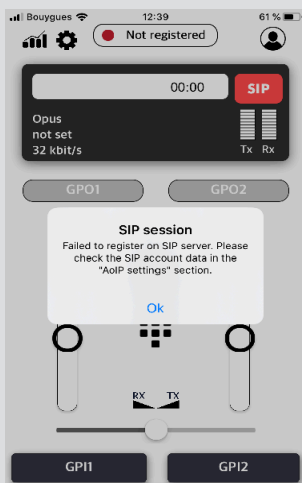 Bouygues 12:39 61 %
Not registered
00:00 SIP
Opus
not set
32 kbit/s Tx Rx
GPO1 GPO2
SIP session
Failed to register on SIP server. Please
check the SIP account data in the
"AoIP settings" section.
Ok
RX TX
GPI1 GPI2